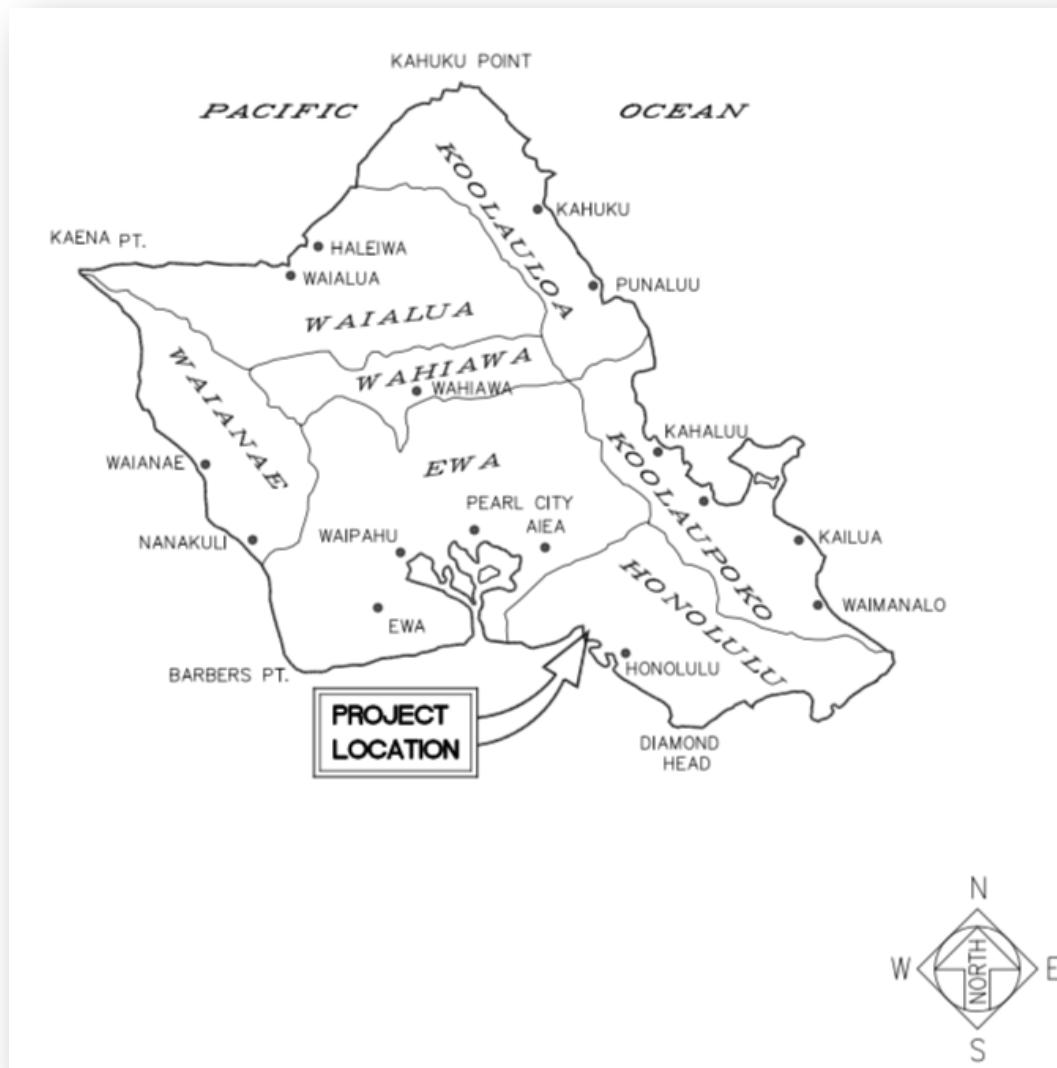 KAHUKU POINT
PACIFIC OCEAN
KOOLAULOA
KAHUKU
KAENA PT.
HALEIWA
WAIALUA
PUNALUU
WAIALUA
WAHIAWA
WAHIAWA
WAIANAE
KAHALUU
WAIANAE
EWA
KOOLAUPOKO
PEARL CITY
AIEA
NANAKULI
WAIPAHU
KAILUA
HONOLULU
WAIMANALO
EWA
HONOLULU
BARBERS PT.
PROJECT
LOCATION
DIAMOND
HEAD
N
W NORTH E
S